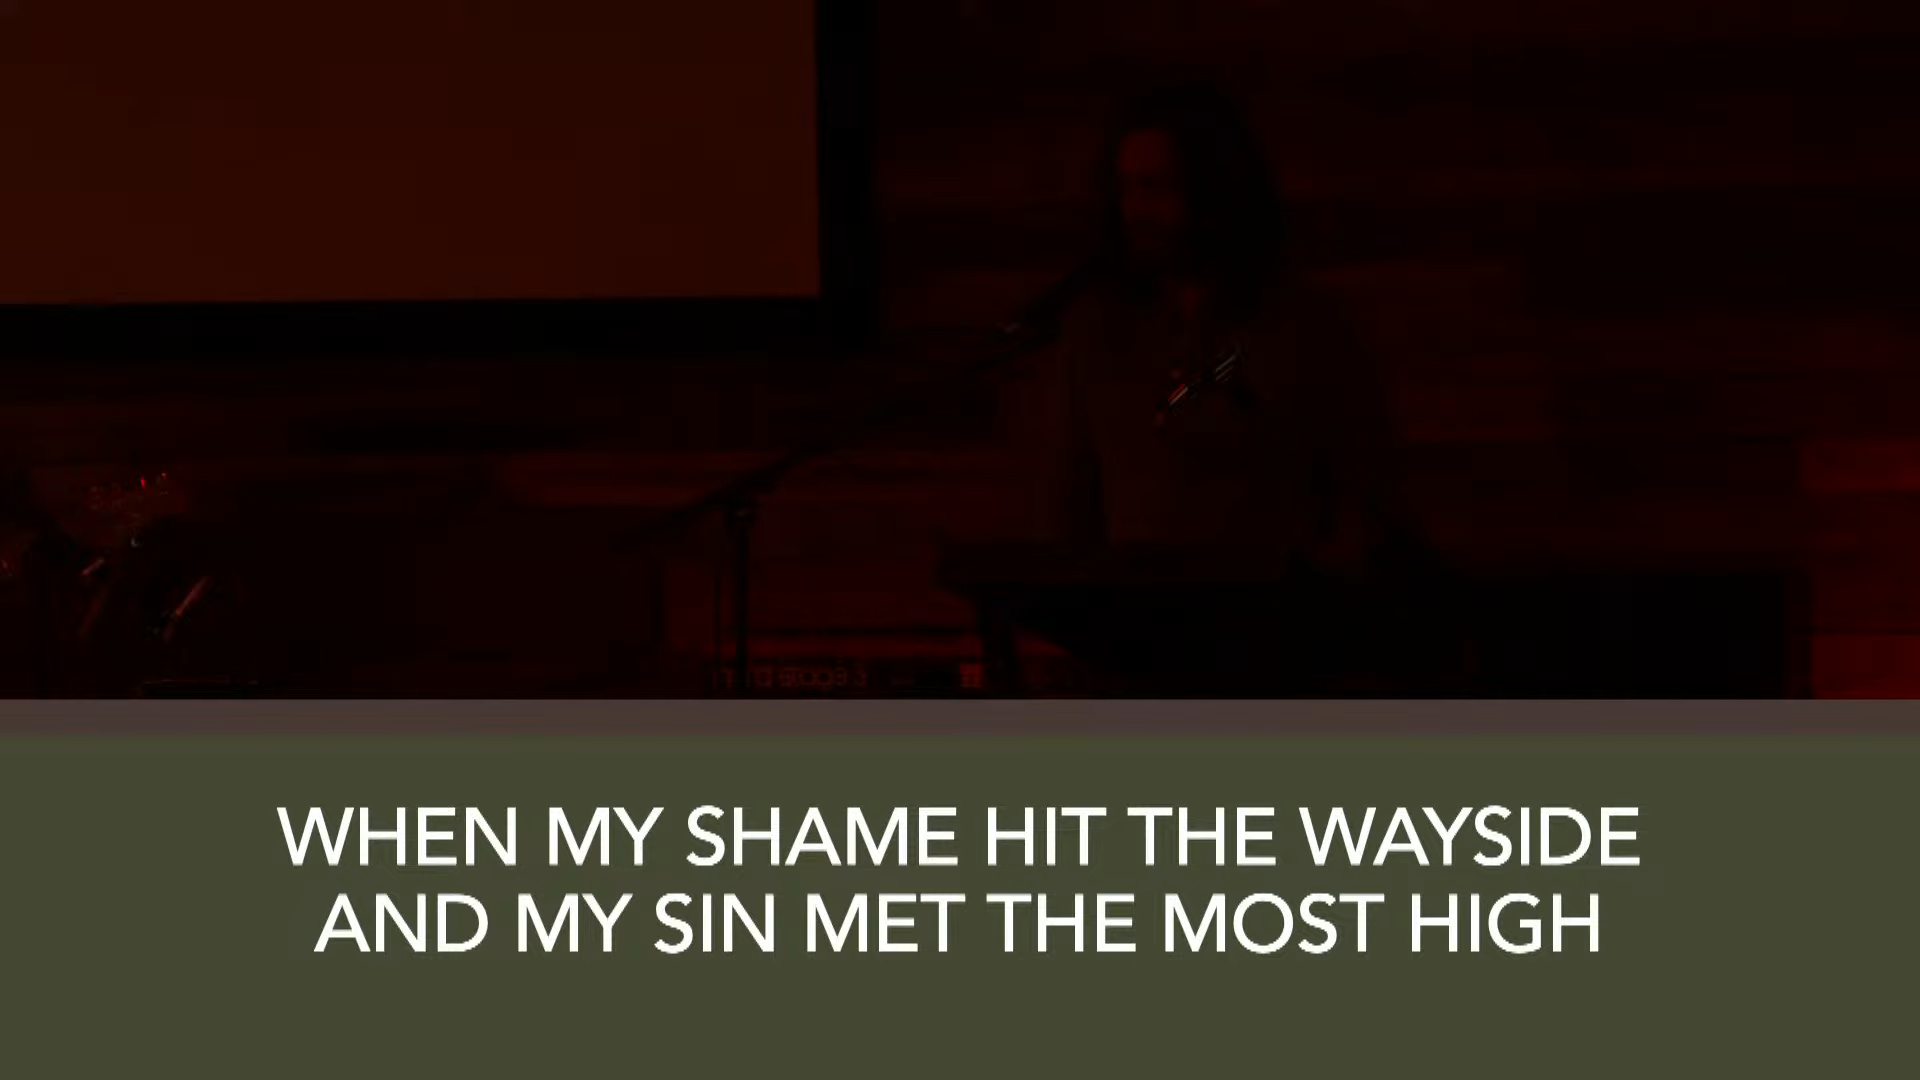 WHEN MY SHAME HIT THE WAYSIDE
AND MY SIN MET THE MOST HIGH